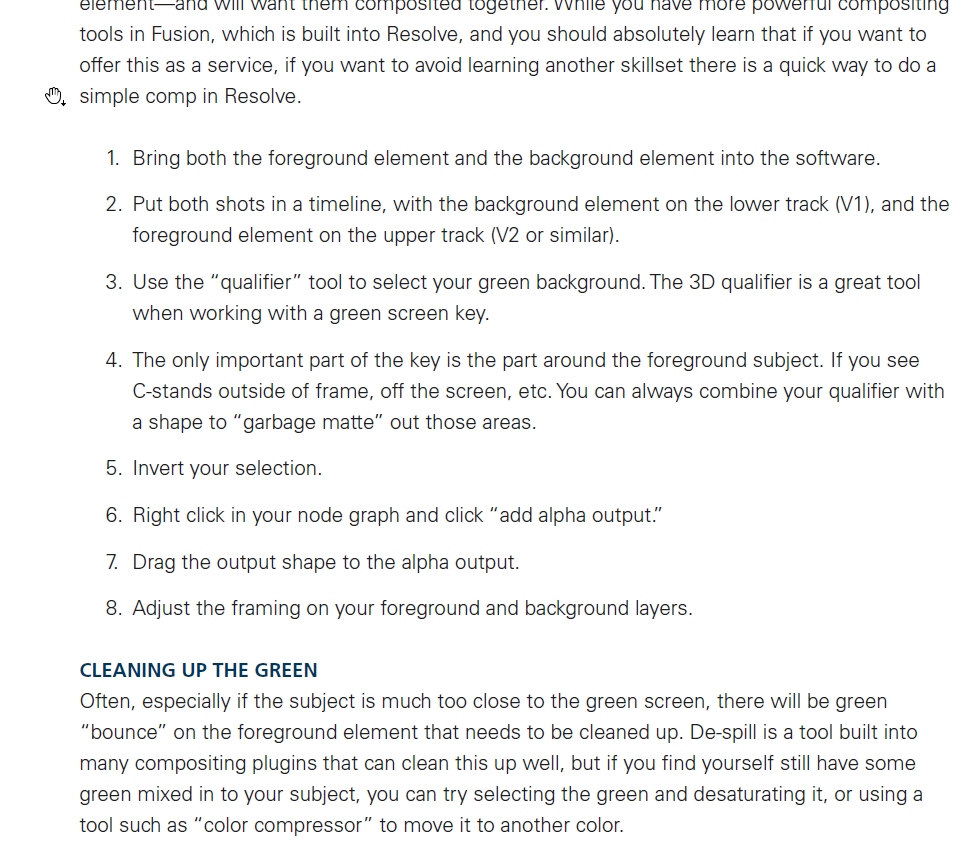 element—and will want them composited together. While you have more powerful compositing
tools in Fusion, which is built into Resolve, and you should absolutely learn that if you want to
offer this as a service, if you want to avoid learning another skillset there is a quick way to do a
simple comp in Resolve.
1. Bring both the foreground element and the background element into the software.
2. Put both shots in a timeline, with the background element on the lower track (V1), and the
foreground element on the upper track (V2 or similar).
3. Use the “qualifier” tool to select your green background. The 3D qualifier is a great tool
when working with a green screen key.
4. The only important part of the key is the part around the foreground subject. If you see
C-stands outside of frame, off the screen, etc. You can always combine your qualifier with
a shape to “garbage matte” out those areas.
5. Invert your selection.
6. Right click in your node graph and click “add alpha output.”
7. Drag the output shape to the alpha output.
8. Adjust the framing on your foreground and background layers.
CLEANING UP THE GREEN
Often, especially if the subject is much too close to the green screen, there will be green
“bounce” on the foreground element that needs to be cleaned up. De-spill is a tool built into
many compositing plugins that can clean this up well, but if you find yourself still have some
green mixed in to your subject, you can try selecting the green and desaturating it, or using a
tool such as “color compressor” to move it to another color.